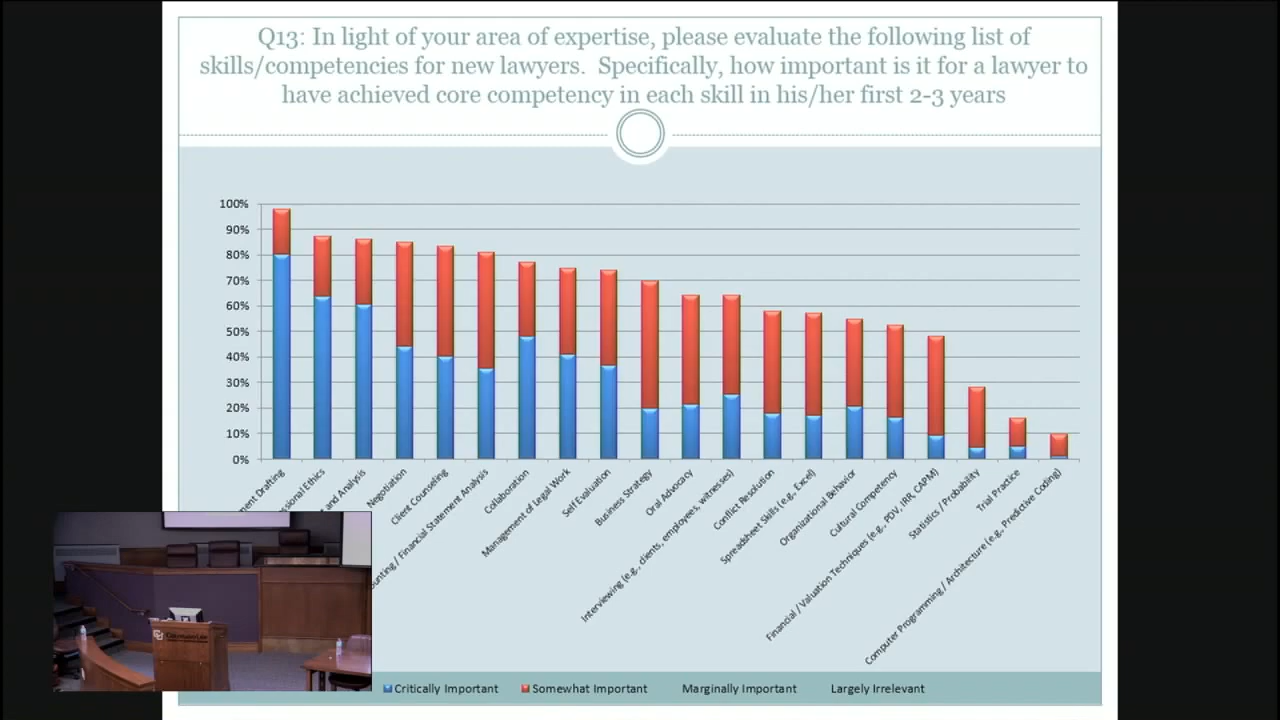 Q13: In light of your area of expertise, please evaluate the following list of
skills/competencies for new lawyers. Specifically, how important is it for a lawyer to
have achieved core competency in each skill in his/her first 2-3 years
100%
90%
80%
70%
60%
50%
40%
30%
20%
10%
0%
Drafting
Ethics
and Analysis
Negotiation
Client Counseling
/ Financial Statement Analysis
Collaboration
Management of Legal Work
Self Evaluation
Business Strategy
Oral Advocacy
Interviewing (e.g., clients, employees, witnesses)
Conflict Resolution
Spreadsheet Skills (e.g., Excel)
Organizational Behavior
Cultural Competency
Financial / Valuation Techniques (e.g., PDV, IRR, CAPM)
Statistics / Probability
Trial Practice
Computer Programming / Architecture (e.g., Predictive Coding)
Critically Important
Somewhat Important
Marginally Important
Largely Irrelevant